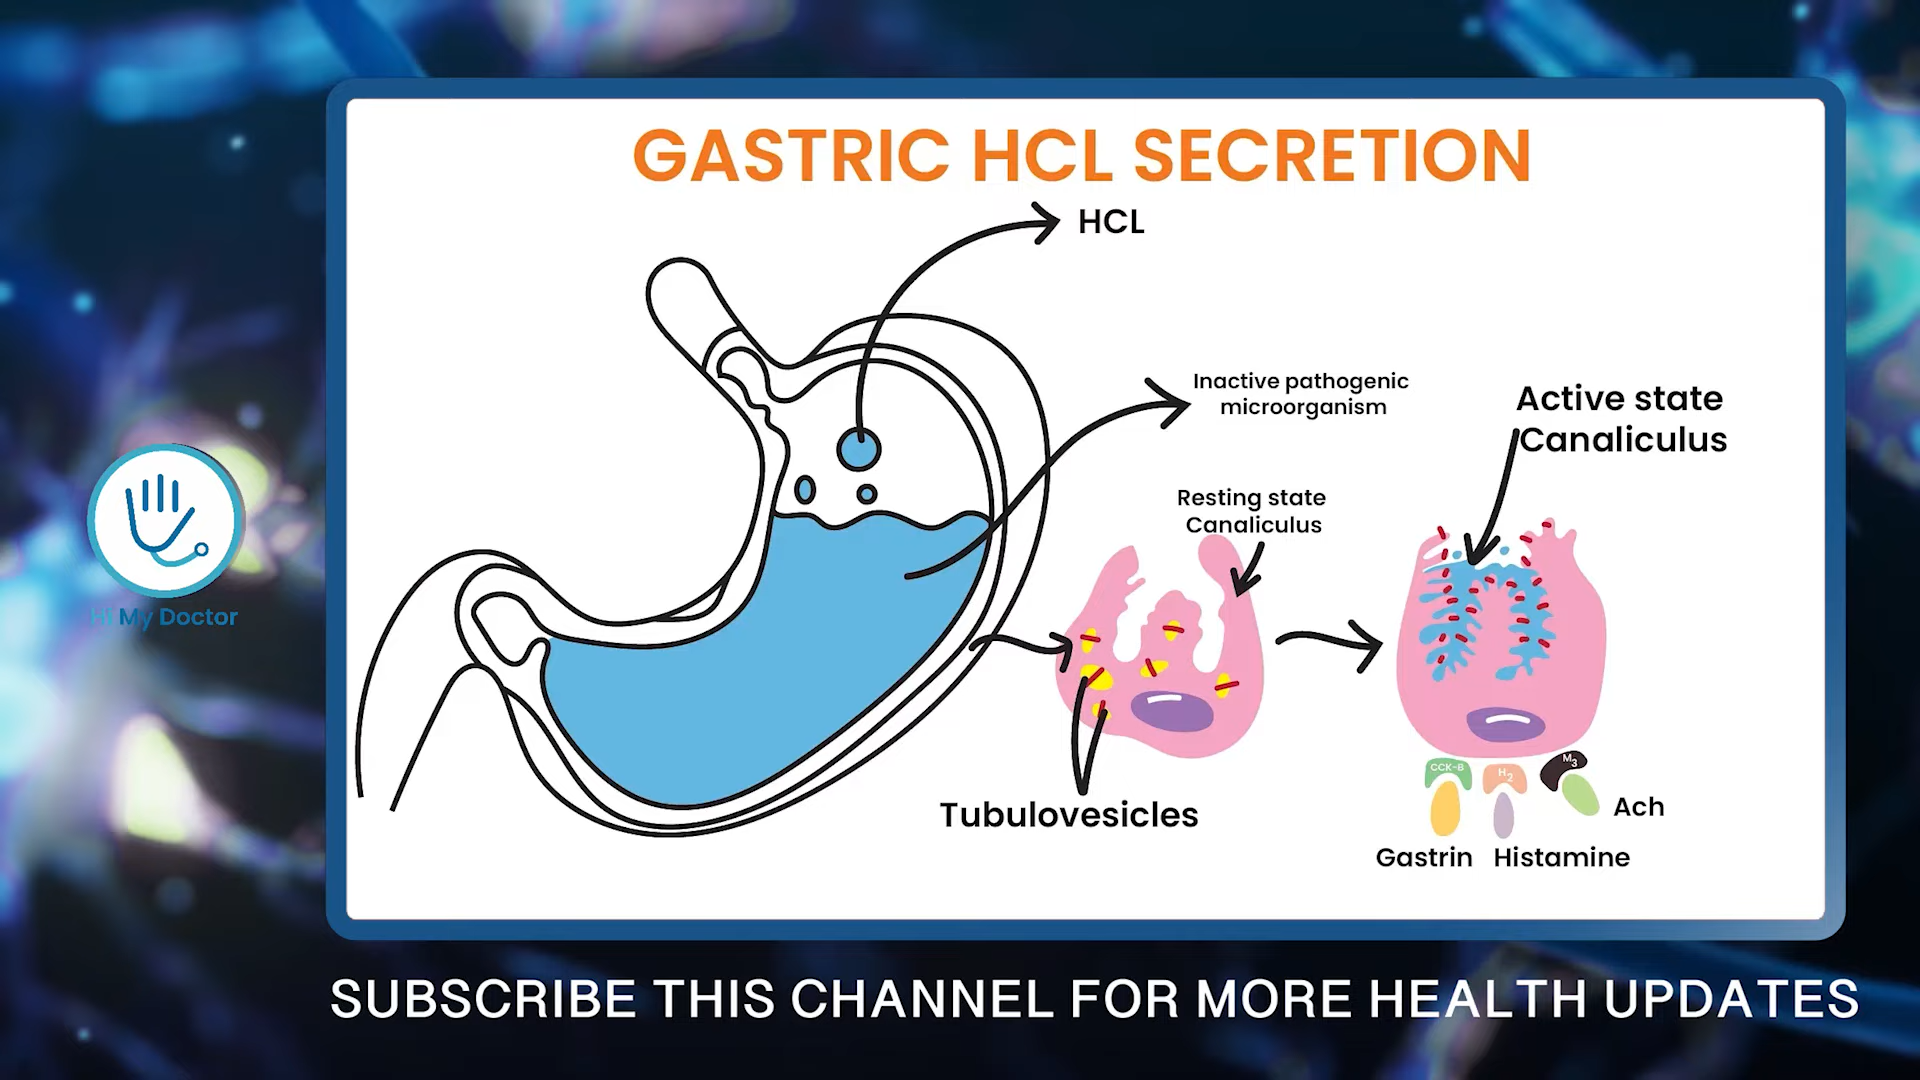 GASTRIC HCL SECRETION
HCL
Inactive pathogenic
microorganism
Active state
Canaliculus
Resting state
Canaliculus
Hi My Doctor
Tubulovesicles
CCK-B
H2
M3
Ach
Gastrin
Histamine
SUBSCRIBE THIS CHANNEL FOR MORE HEALTH UPDATES